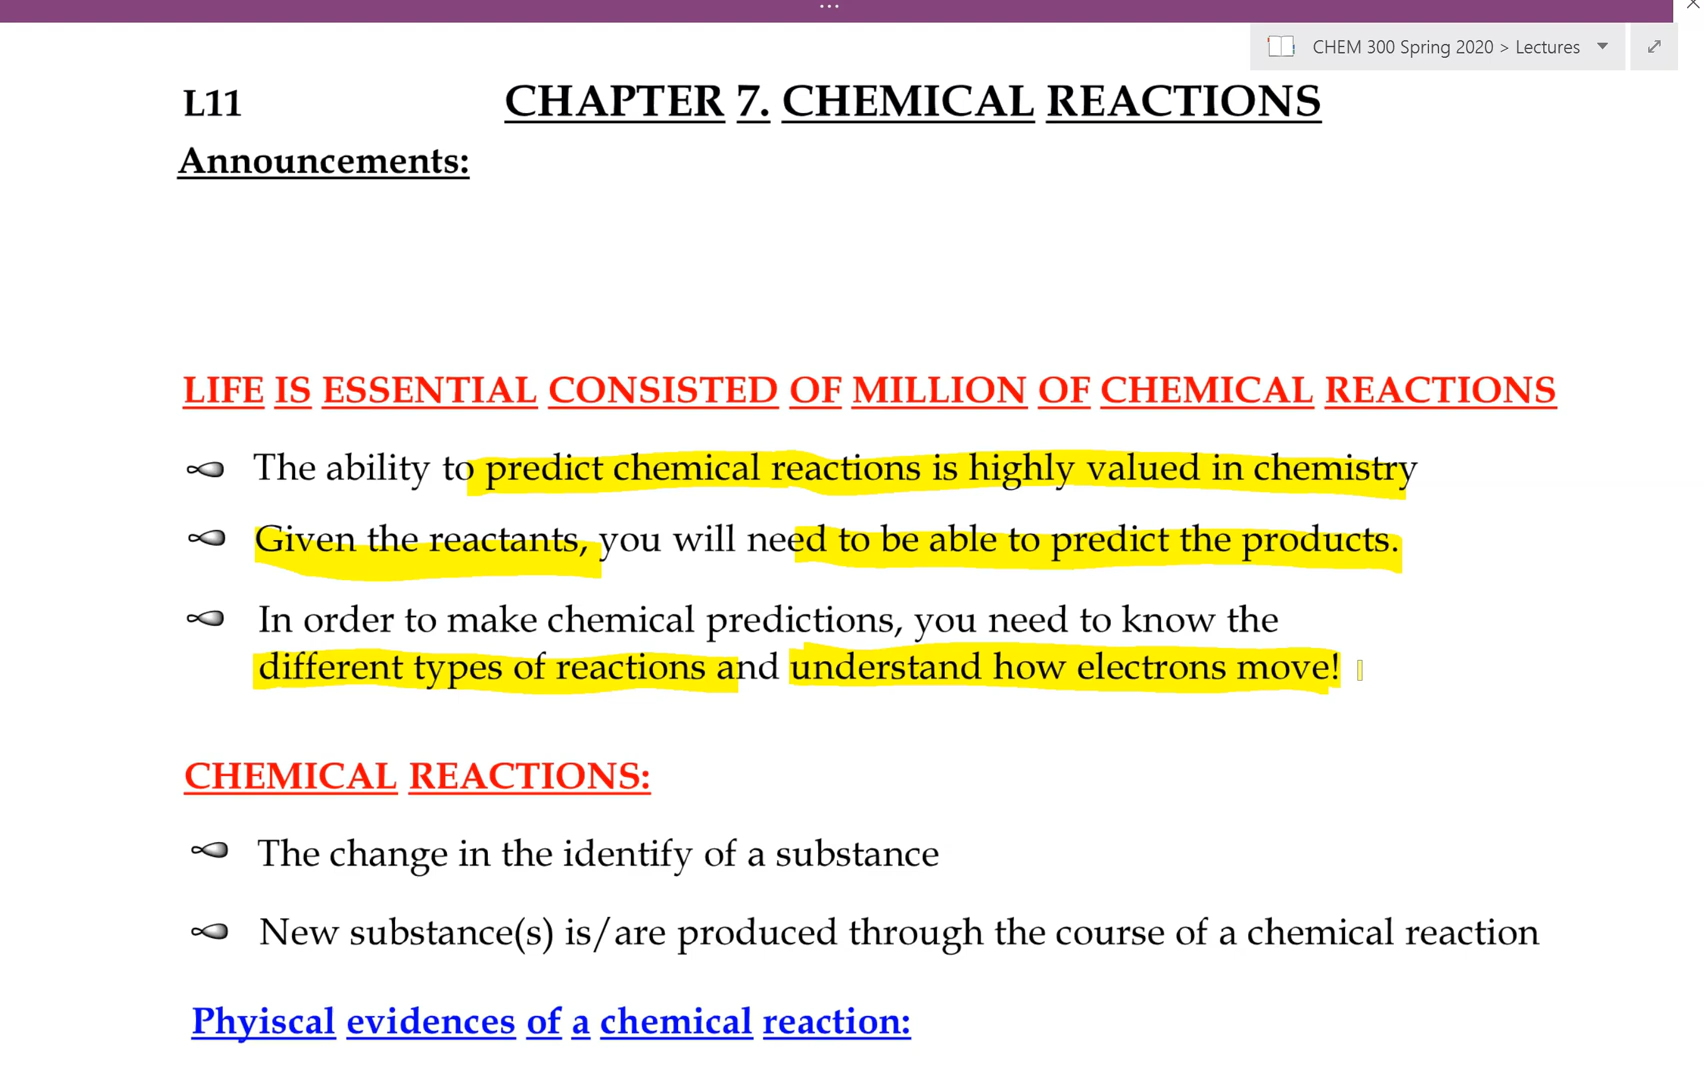 CHEM 300 Spring 2020 > Lectures
L11 CHAPTER 7. CHEMICAL REACTIONS
Announcements:
LIFE IS ESSENTIAL CONSISTED OF MILLION OF CHEMICAL REACTIONS
The ability to predict chemical reactions is highly valued in chemistry
Given the reactants, you will need to be able to predict the products.
In order to make chemical predictions, you need to know the
different types of reactions and understand how electrons move!
CHEMICAL REACTIONS:
The change in the identify of a substance
New substance(s) is/are produced through the course of a chemical reaction
Phyiscal evidences of a chemical reaction: